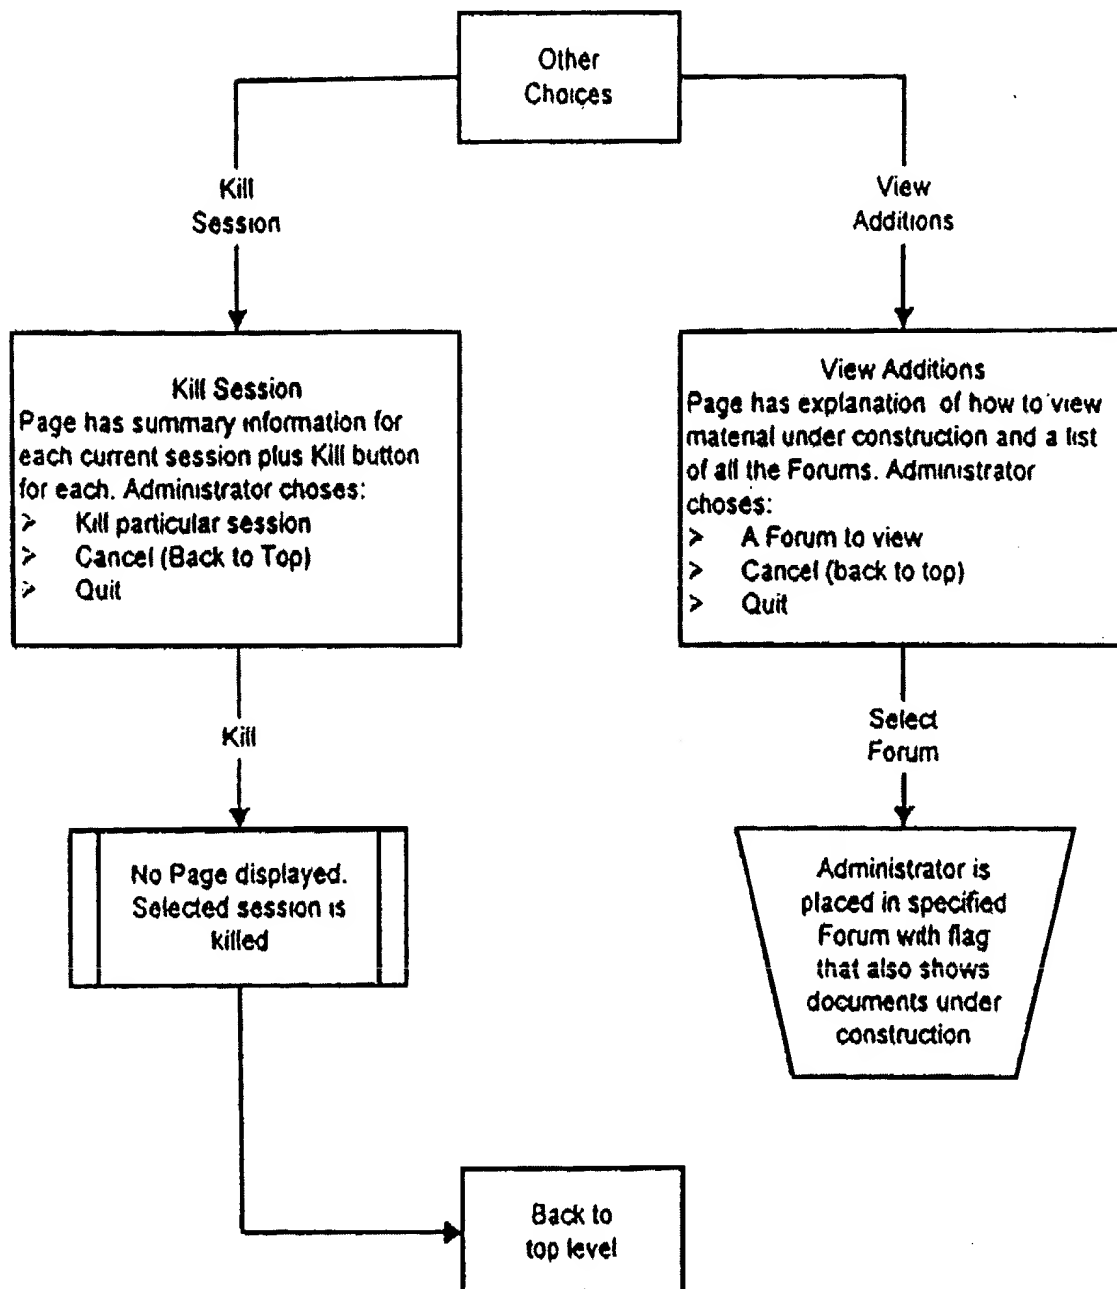 Other
Choices
Kill
Session
View
Additions
Kill Session
Page has summary information for
each current session plus Kill button
for each. Administrator choses:
> Kill particular session
> Cancel (Back to Top)
> Quit
View Additions
Page has explanation of how to view
material under construction and a list
of all the Forums. Administrator
choses:
> A Forum to view
> Cancel (back to top)
> Quit
Kill
Select
Forum
No Page displayed.
Selected session is
killed
Administrator is
placed in specified
Forum with flag
that also shows
documents under
construction
Back to
top level